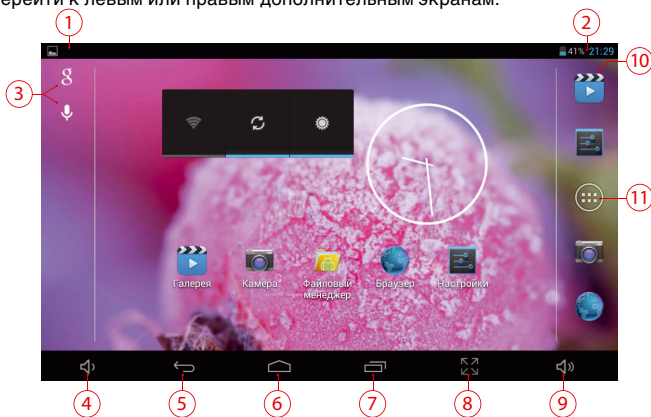 ерейти к левым или правым дополнительным экранам.
1 2
41% 21:29
10
g
3
11
Галерея Камера Файловый менеджер Браузер Настройки
4 5 6 7 8 9